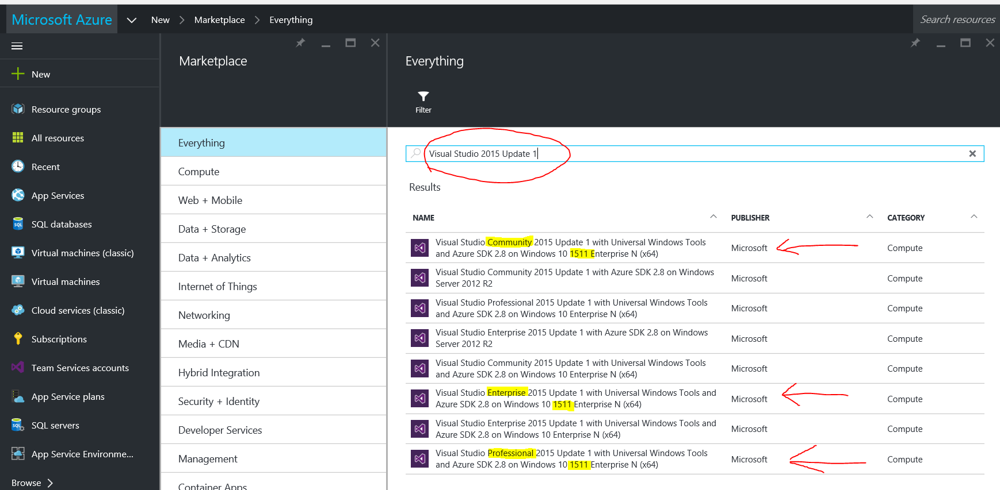 Microsoft Azure
New
Marketplace
Everything
Search resources
New
Resource groups
All resources
Recent
App Services
SQL databases
Virtual machines (classic)
Virtual machines
Cloud services (classic)
Subscriptions
Team Services accounts
App Service plans
SQL servers
App Service Environme...
Browse
Marketplace
Everything
Compute
Web + Mobile
Data + Storage
Data + Analytics
Internet of Things
Networking
Media + CDN
Hybrid Integration
Security + Identity
Developer Services
Management
Container Apps
Everything
Filter
Visual Studio 2015 Update 1
Results
NAME PUBLISHER CATEGORY
Visual Studio Community 2015 Update 1 with Universal Windows Tools
and Azure SDK 2.8 on Windows 10 1511 Enterprise N (x64)
Microsoft
Compute
Visual Studio Community 2015 Update 1 with Azure SDK 2.8 on Windows
Server 2012 R2
Microsoft
Compute
Visual Studio Professional 2015 Update 1 with Universal Windows Tools
and Azure SDK 2.8 on Windows 10 Enterprise N (x64)
Microsoft
Compute
Visual Studio Enterprise 2015 Update 1 with Azure SDK 2.8 on Windows
Server 2012 R2
Microsoft
Compute
Visual Studio Community 2015 Update 1 with Universal Windows Tools
and Azure SDK 2.8 on Windows 10 Enterprise N (x64)
Microsoft
Compute
Visual Studio Enterprise 2015 Update 1 with Universal Windows Tools and
Azure SDK 2.8 on Windows 10 1511 Enterprise N (x64)
Microsoft
Compute
Visual Studio Enterprise 2015 Update 1 with Universal Windows Tools and
Azure SDK 2.8 on Windows 10 Enterprise N (x64)
Microsoft
Compute
Visual Studio Professional 2015 Update 1 with Universal Windows Tools
and Azure SDK 2.8 on Windows 10 1511 Enterprise N (x64)
Microsoft
Compute